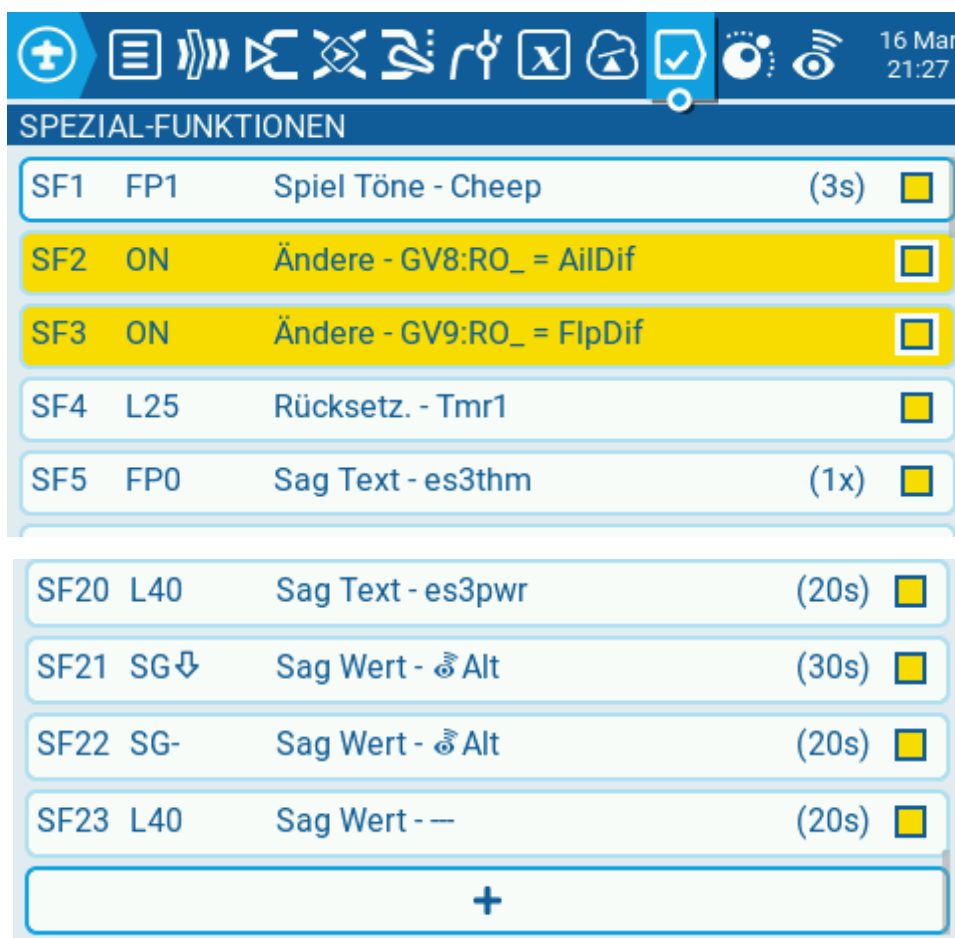 16 Mar
21:27
SPEZIAL-FUNKTIONEN
SF1 FP1 Spiel Töne - Cheep (3s)
SF2 ON Ändere - GV8:RO_ = AilDif
SF3 ON Ändere - GV9:RO_ = FlpDif
SF4 L25 Rücksetz. - Tmr1
SF5 FP0 Sag Text - es3thm (1x)
SF20 L40 Sag Text - es3pwr (20s)
SF21 SG⇩ Sag Wert - Alt (30s)
SF22 SG- Sag Wert - Alt (20s)
SF23 L40 Sag Wert - --- (20s)
+